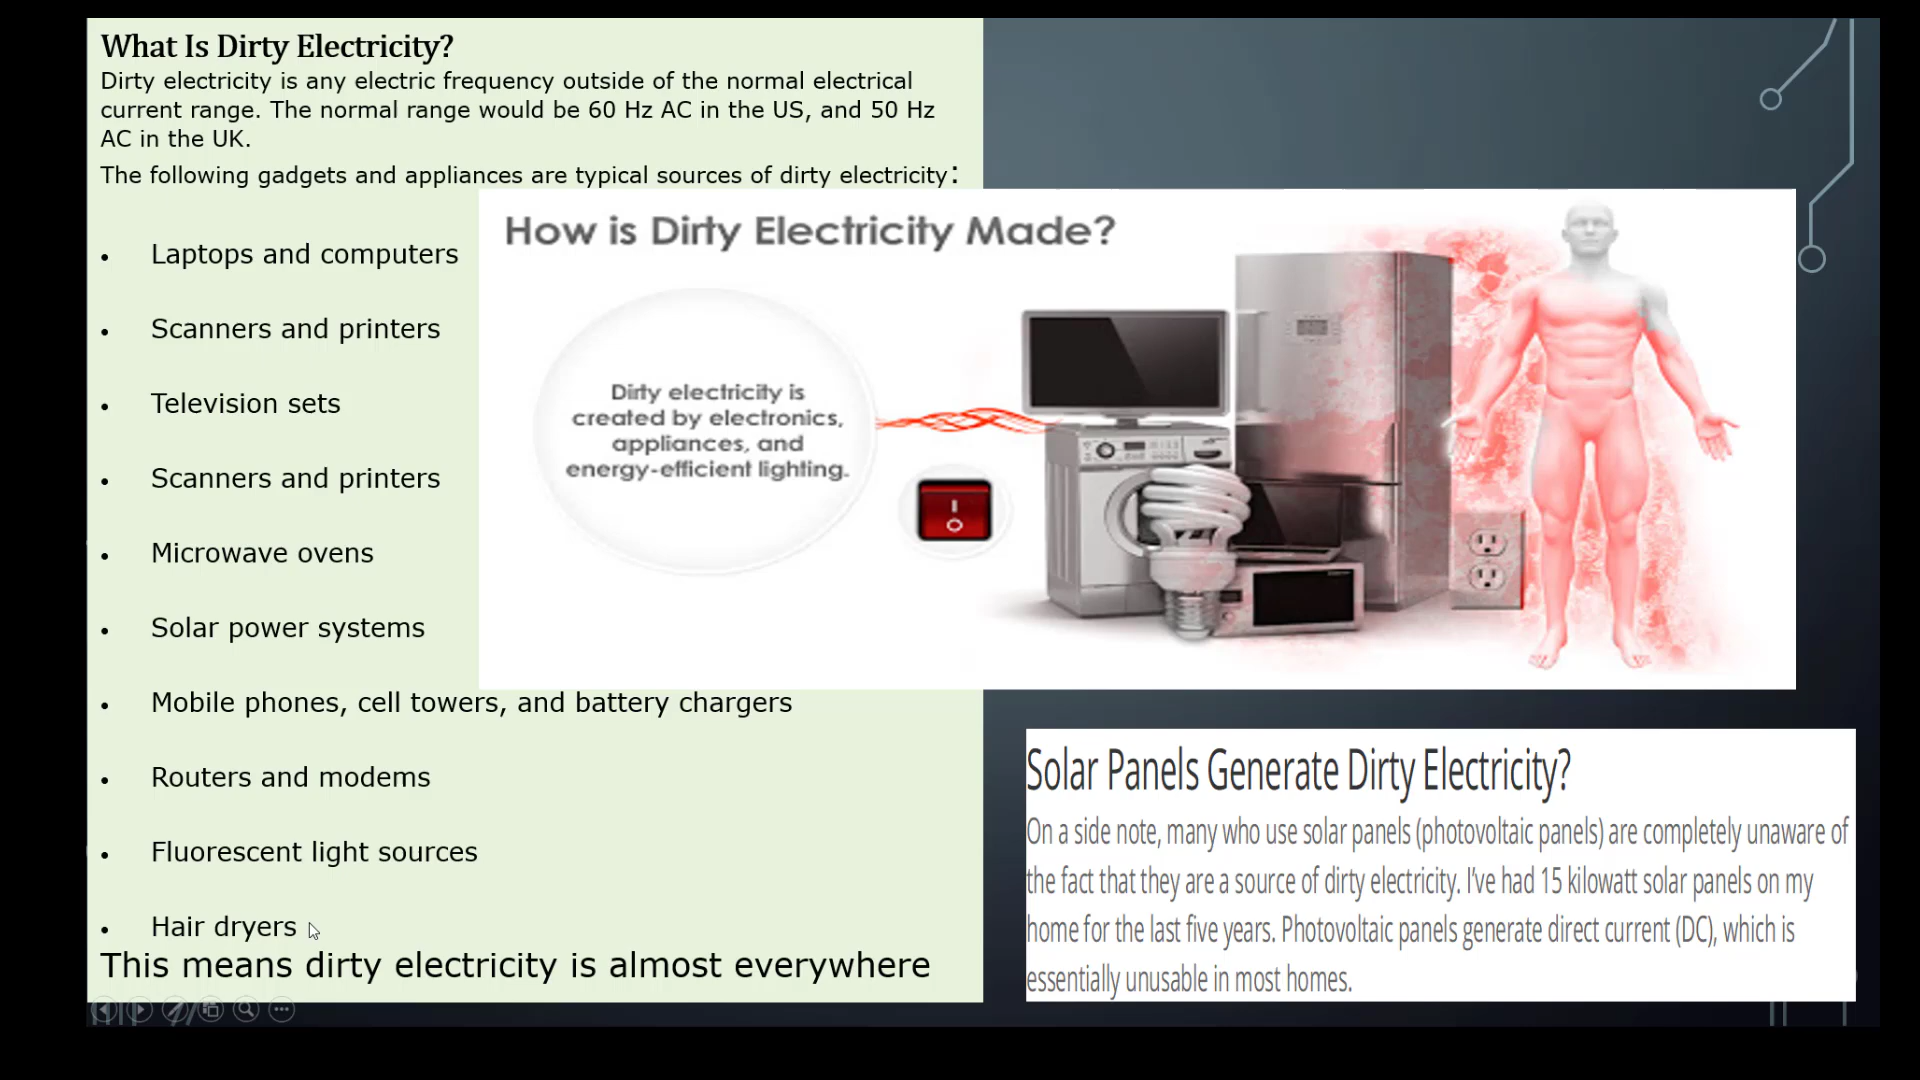 What Is Dirty Electricity?
Dirty electricity is any electric frequency outside of the normal electrical
current range. The normal range would be 60 Hz AC in the US, and 50 Hz
AC in the UK.
The following gadgets and appliances are typical sources of dirty electricity:
• Laptops and computers
• Scanners and printers
• Television sets
• Scanners and printers
• Microwave ovens
• Solar power systems
• Mobile phones, cell towers, and battery chargers
• Routers and modems
• Fluorescent light sources
• Hair dryers
This means dirty electricity is almost everywhere
How is Dirty Electricity Made?
Dirty electricity is
created by electronics,
appliances, and
energy-efficient lighting.
Solar Panels Generate Dirty Electricity?
On a side note, many who use solar panels (photovoltaic panels) are completely unaware of
the fact that they are a source of dirty electricity. I've had 15 kilowatt solar panels on my
home for the last five years. Photovoltaic panels generate direct current (DC), which is
essentially unusable in most homes.